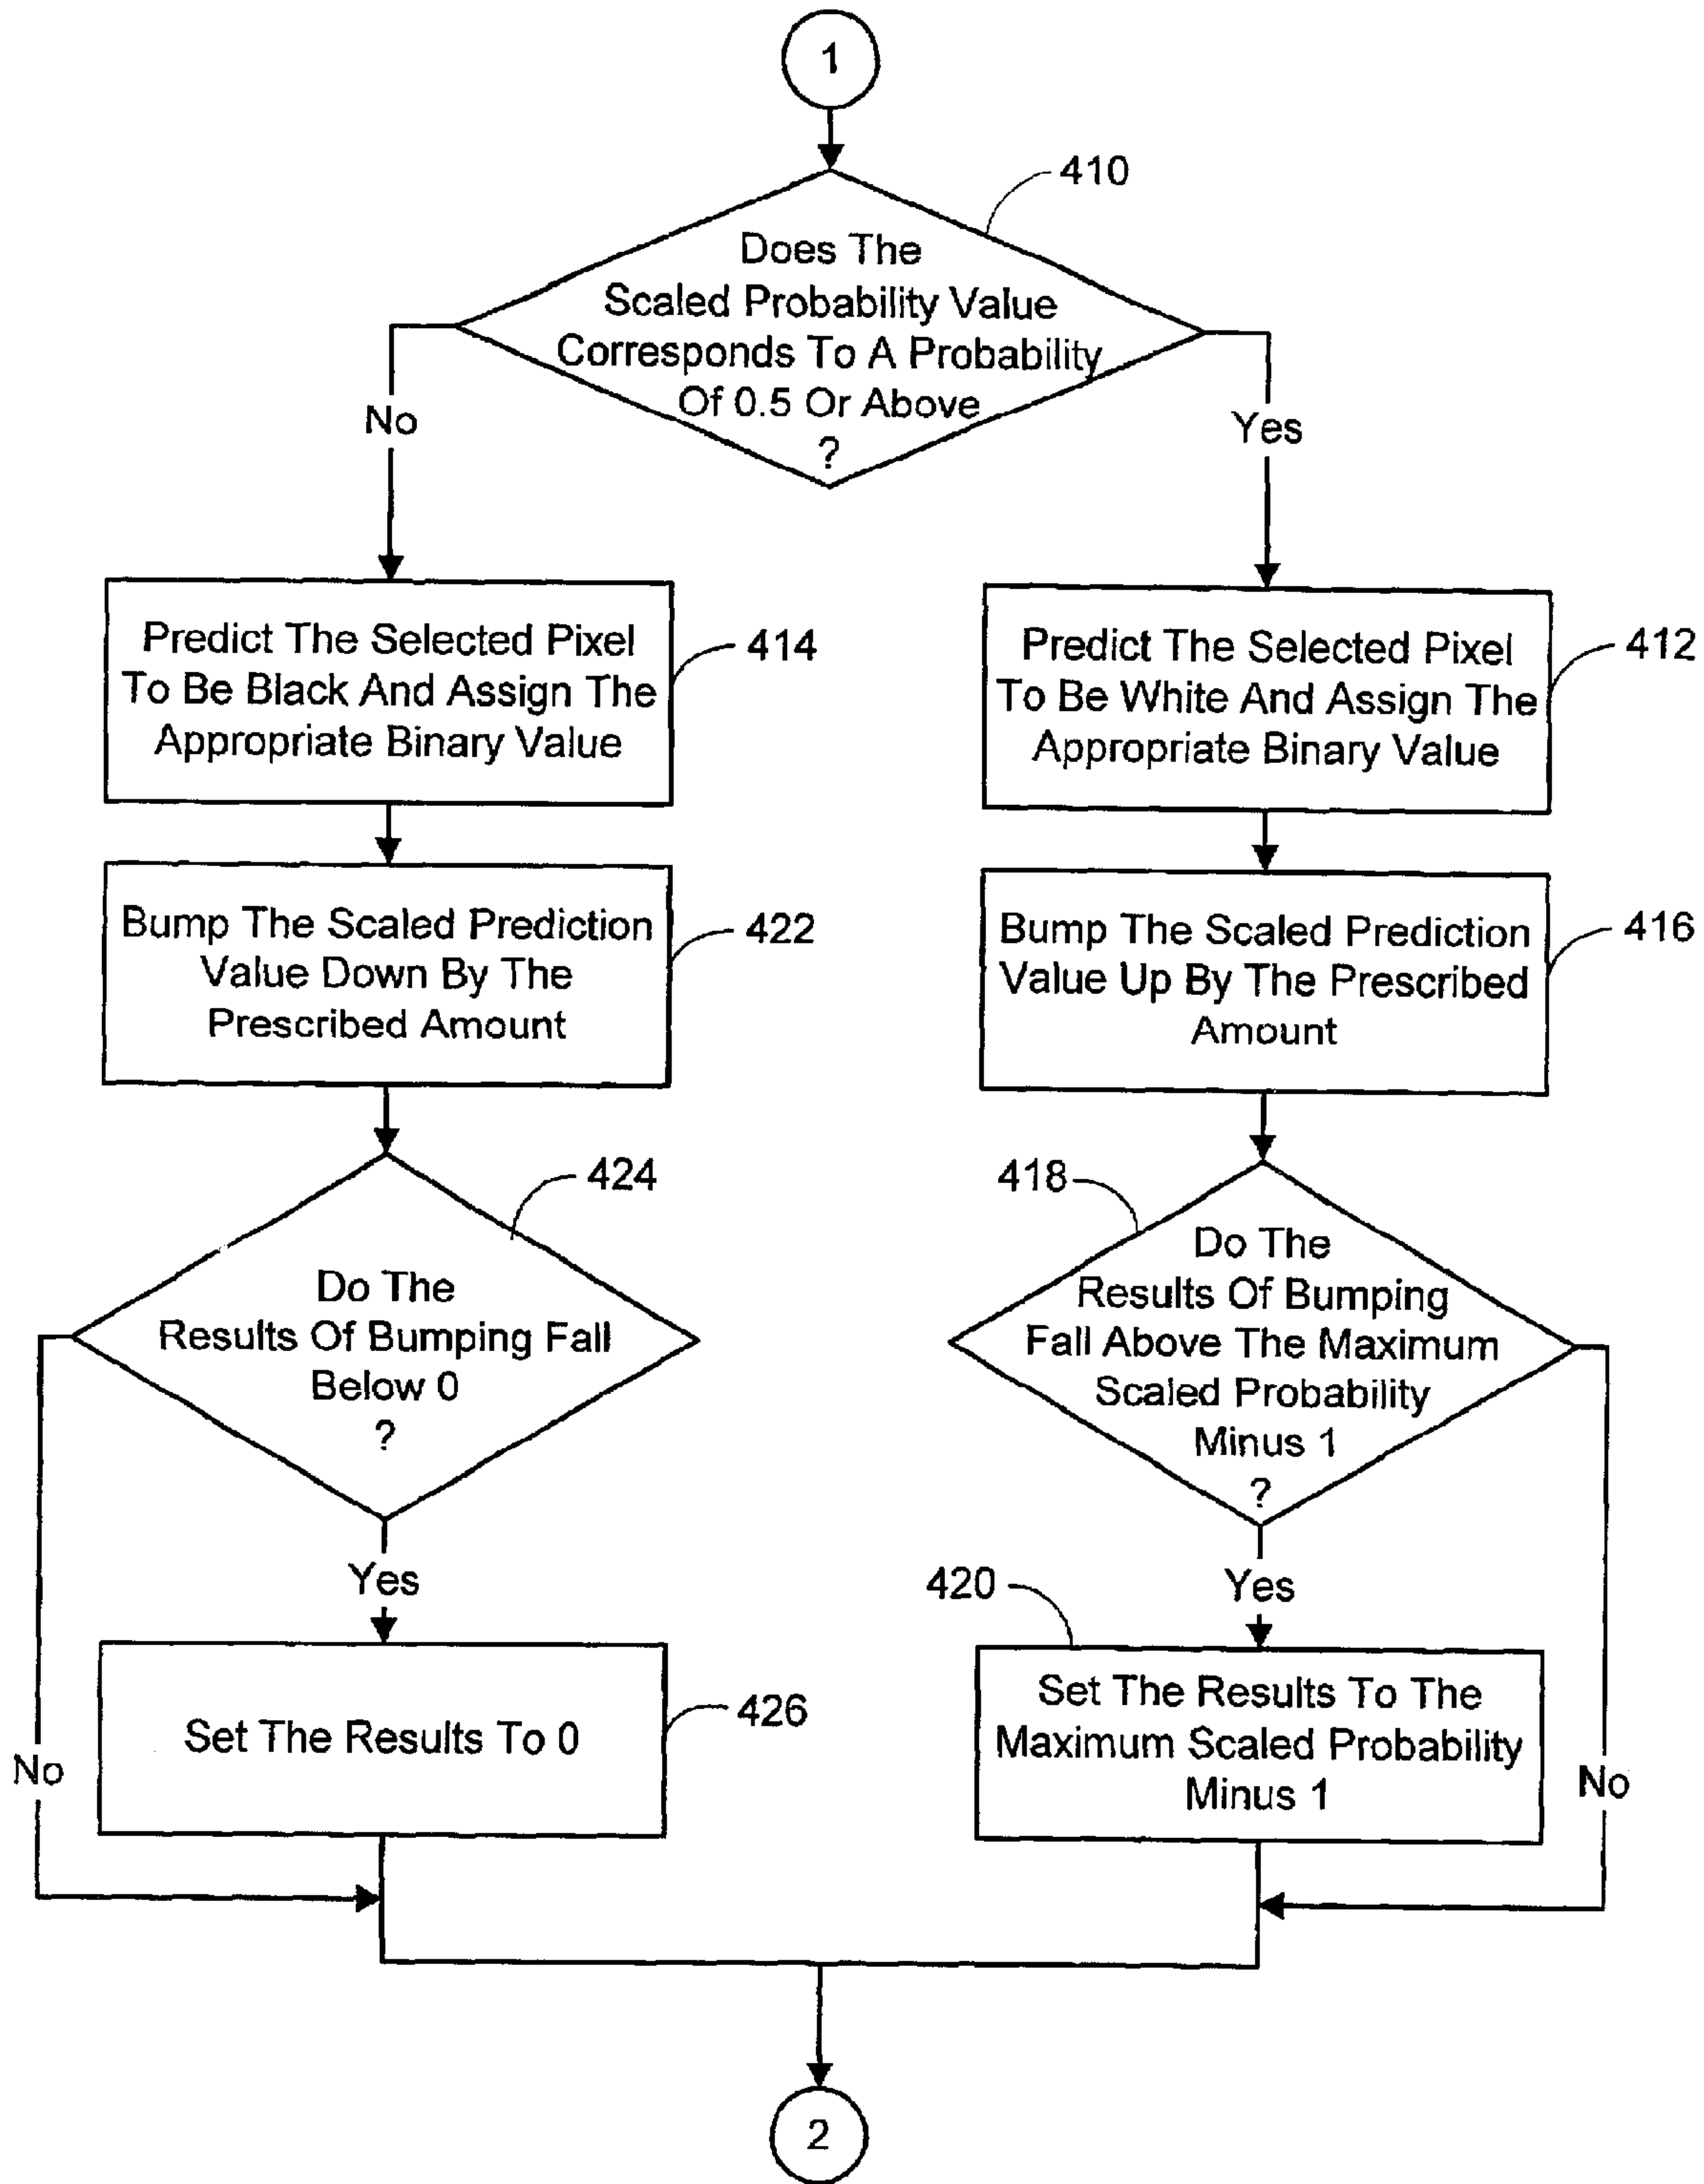 1
410
Does The
Scaled Probability Value
Corresponds To A Probability
Of 0.5 Or Above
?
No
Yes
Predict The Selected Pixel
To Be Black And Assign The
Appropriate Binary Value
414
Predict The Selected Pixel
To Be White And Assign The
Appropriate Binary Value
412
Bump The Scaled Prediction
Value Down By The
Prescribed Amount
422
Bump The Scaled Prediction
Value Up By The Prescribed
Amount
416
424
Do The
Results Of Bumping Fall
Below 0
?
418
Do The
Results Of Bumping
Fall Above The Maximum
Scaled Probability
Minus 1
?
Yes
420
Yes
Set The Results To 0
426
Set The Results To The
Maximum Scaled Probability
Minus 1
No
No
2